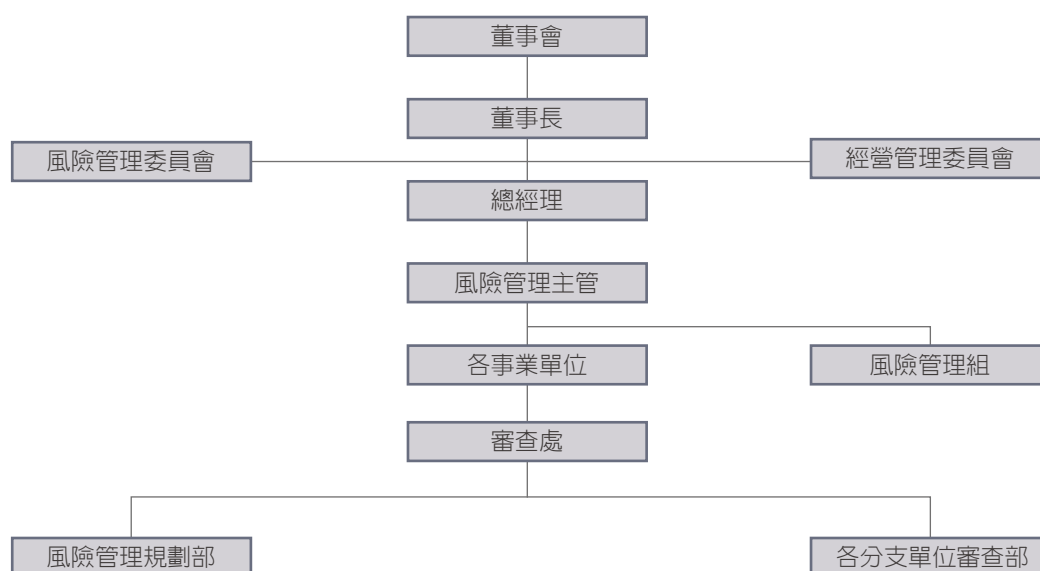 董事會
董事長
風險管理委員會
經營管理委員會
總經理
風險管理主管
各事業單位
風險管理組
審查處
風險管理規劃部
各分支單位審查部